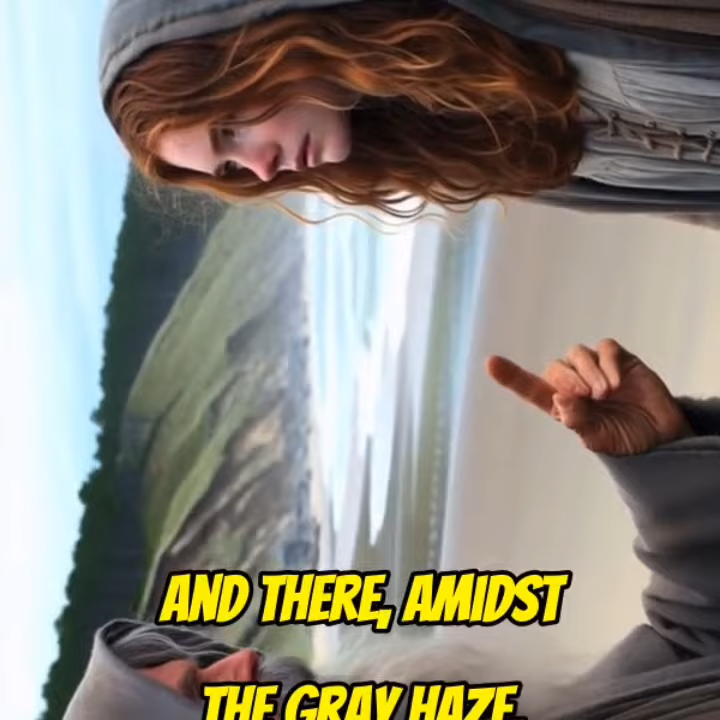 AND THERE, AMIDST
THE GRAY HAZE,